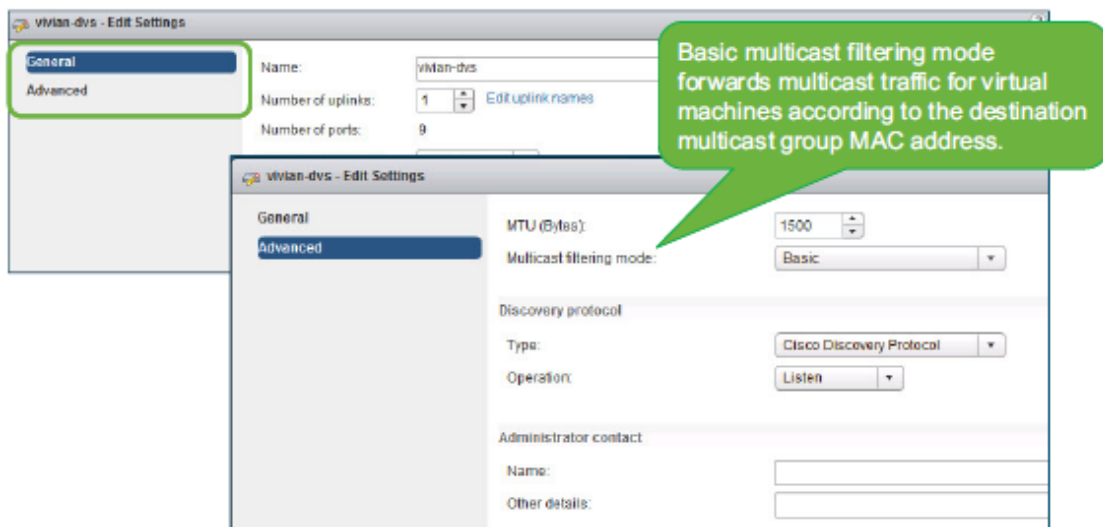 vivian-dvs - Edit Settings
General
Advanced
Name:
vivian-dvs
Number of uplinks:
1
Edit uplink names
Number of ports:
9
Basic multicast filtering mode
forwards multicast traffic for virtual
machines according to the destination
multicast group MAC address.
vivian-dvs - Edit Settings
General
Advanced
MTU (Bytes):
1500
Multicast filtering mode:
Basic
Discovery protocol
Type:
Cisco Discovery Protocol
Operation:
Listen
Administrator contact
Name:
Other details: